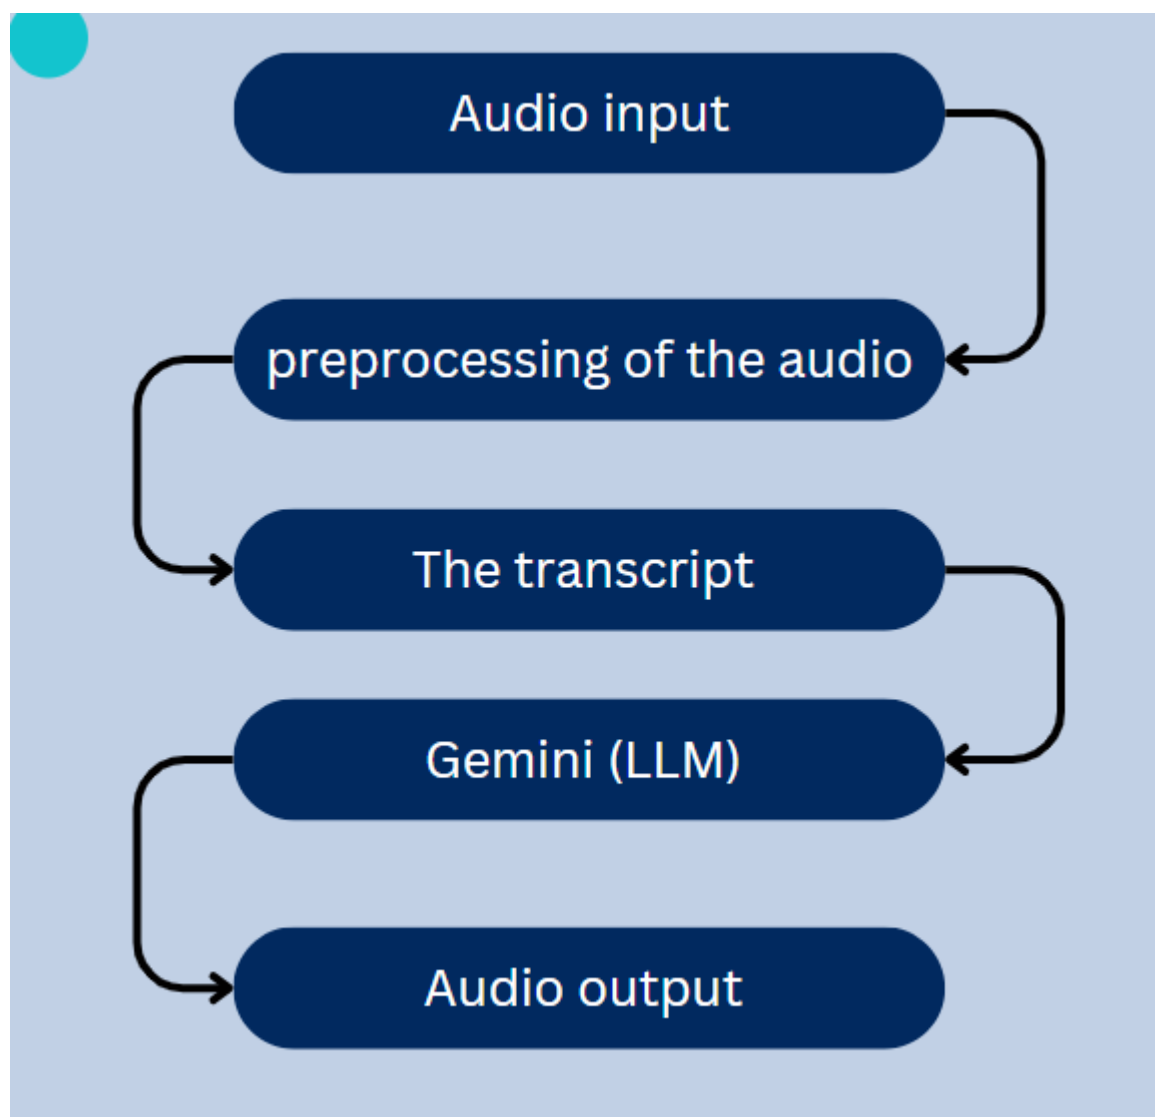 Audio input
preprocessing of the audio
The transcript
Gemini (LLM)
Audio output